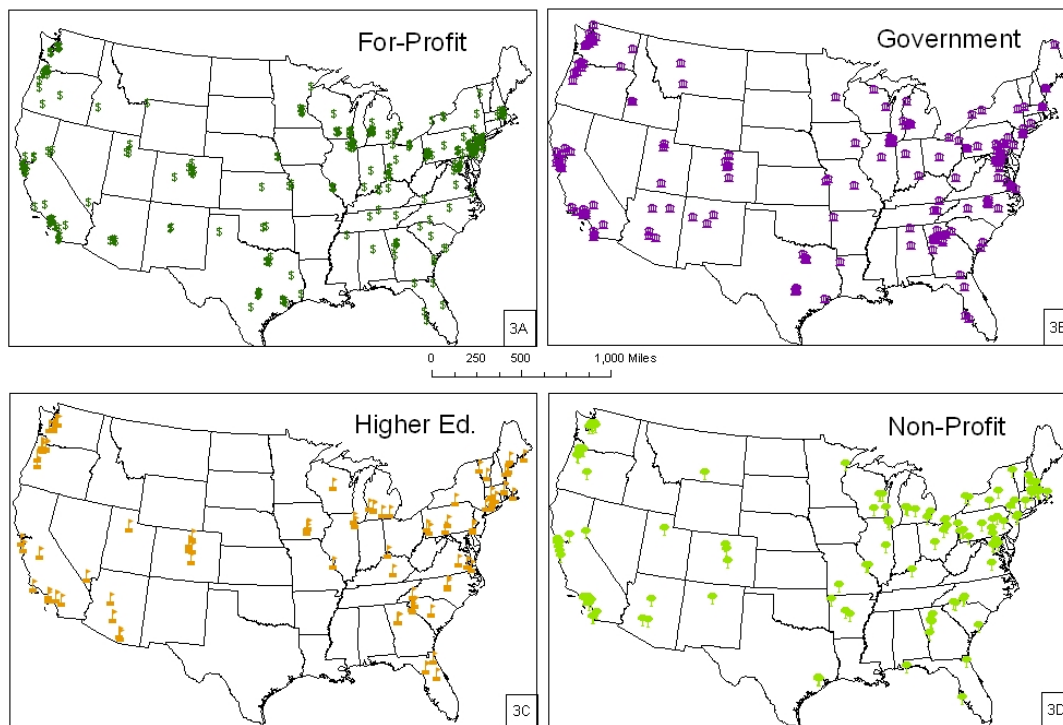 For-Profit
3A
Government
3B
0 250 500 1,000 Miles
Higher Ed.
3C
Non-Profit
3D